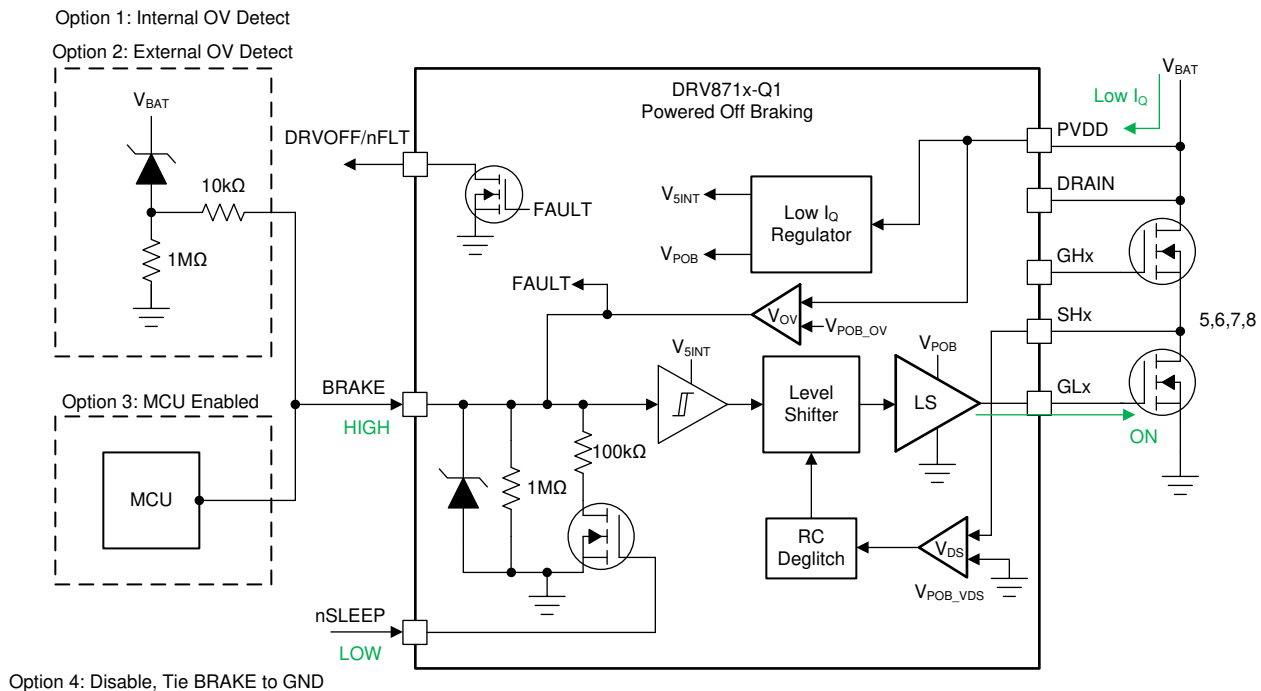 Option 1: Internal OV Detect
Option 2: External OV Detect
VBAT
10kΩ
1MΩ
Option 3: MCU Enabled
MCU
Option 4: Disable, Tie BRAKE to GND
DRV871x-Q1
Powered Off Braking
DRVOFF/nFLT
FAULT
V5INT
VPOB
Low IQ
Regulator
FAULT
VOV
VPOB_OV
BRAKE
HIGH
1MΩ
100kΩ
V5INT
Level
Shifter
VPOB
LS
RC
Deglitch
VDS
VPOB_VDS
nSLEEP
LOW
VBAT
Low IQ
PVDD
DRAIN
GHx
SHx
5,6,7,8
GLx
ON